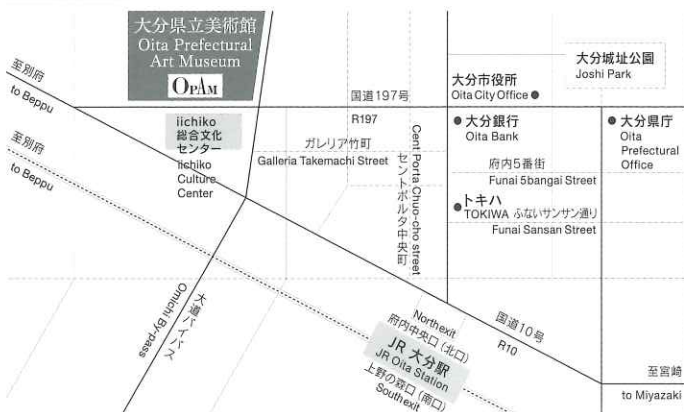 大分県立美術館
Oita Prefectural
Art Museum
OPAM
至別府
to Beppu
至別府
to Beppu
iichiko
総合文化
センター
iichiko
Culture
Center
国道197号
R197
ガレリア竹町
Galleria Takemachi Street
Cent Porta Chuo-cho street
セントポルタ中央町
大分市役所
Oita City Office
大分城址公園
Joshi Park
大分銀行
Oita Bank
大分県庁
Oita
Prefectural
Office
府内5番街
Funai 5bangai Street
トキハ
TOKIWA
ふないサンサン通り
Funai Sansan Street
大道バイパス
Omichi By-pass
Northexit
府内中央口(北口)
JR 大分駅
JR Oita Station
上野の森口(南口)
Southexit
国道10号
R10
至宮崎
to Miyazaki